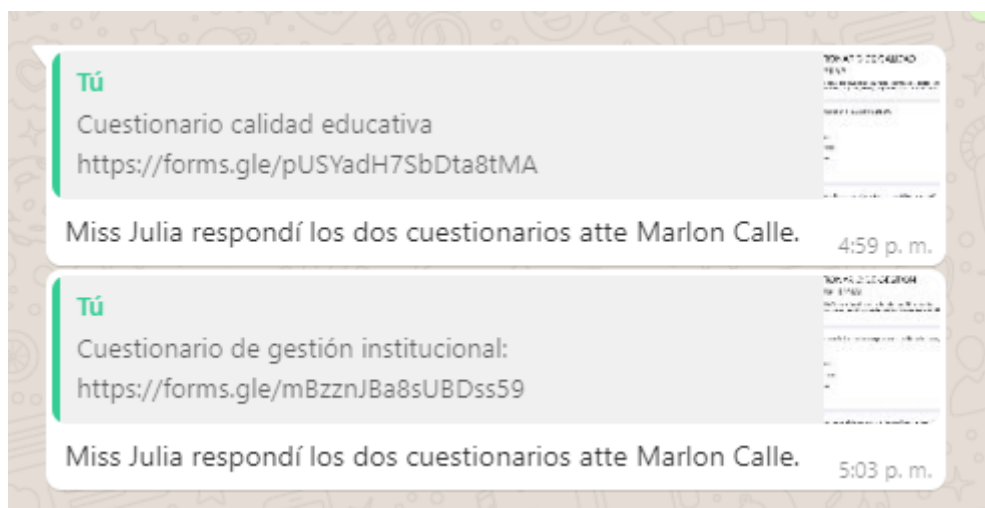 Tú
Cuestionario calidad educativa
https://forms.gle/pUSYadH7SbDta8tMA
Miss Julia respondí los dos cuestionarios atte Marlon Calle.
4:59 p. m.
Tú
Cuestionario de gestión institucional:
https://forms.gle/mBzznJBa8sUBDss59
Miss Julia respondí los dos cuestionarios atte Marlon Calle.
5:03 p. m.